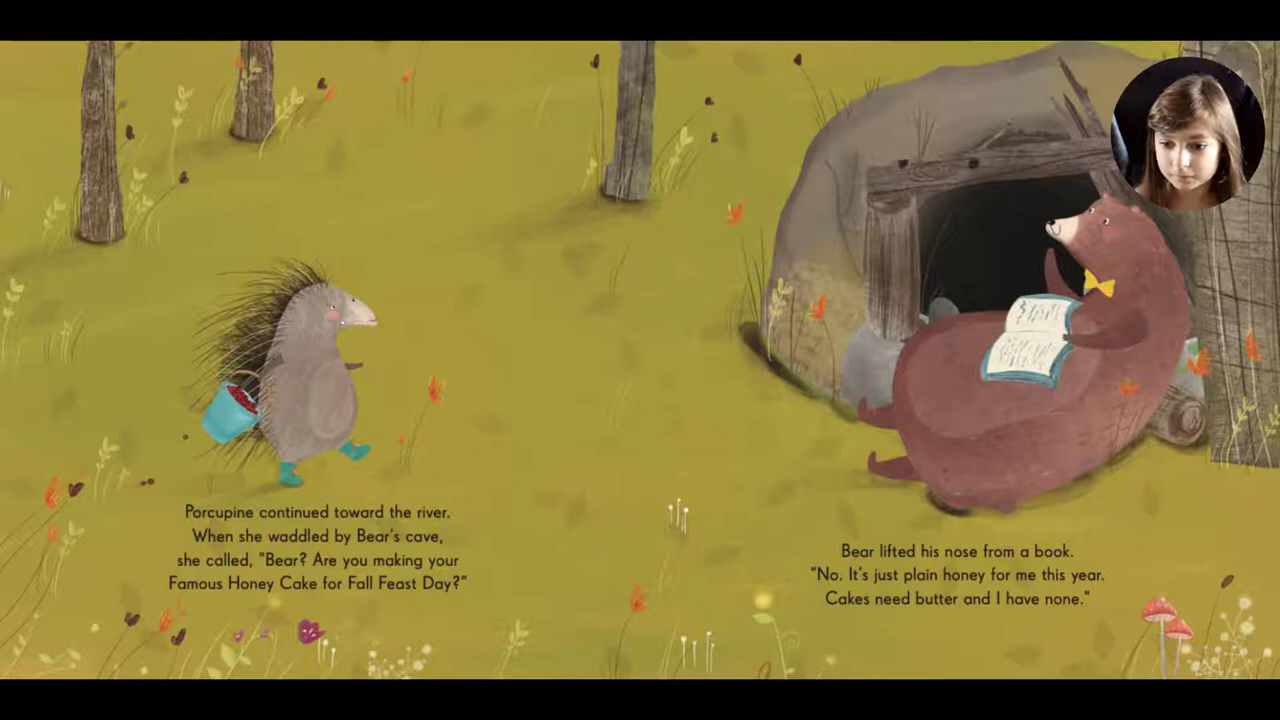 Porcupine continued toward the river.
When she waddled by Bear's cave,
she called, "Bear? Are you making your
Famous Honey Cake for Fall Feast Day?"
Bear lifted his nose from a book.
"No. It's just plain honey for me this year.
Cakes need butter and I have none."